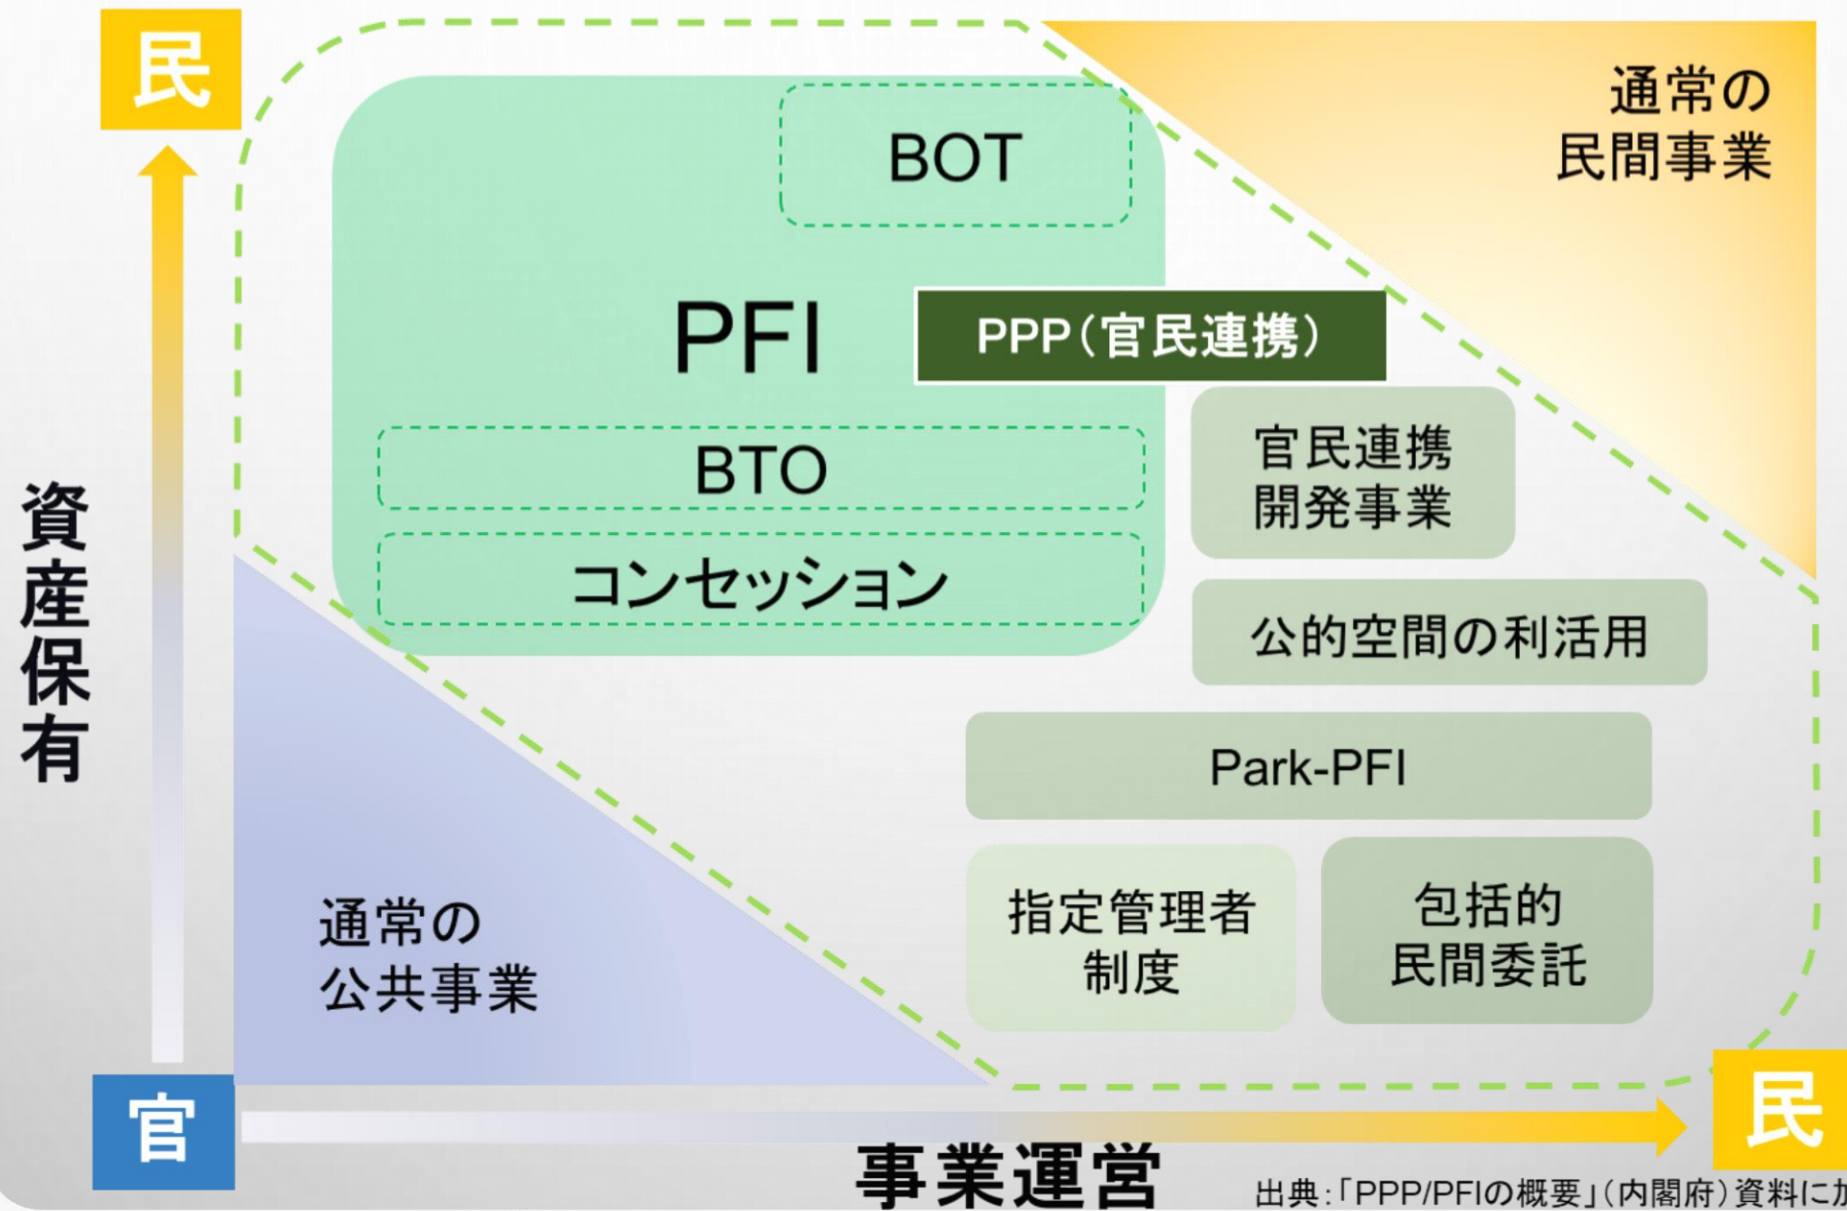 民
通常の
民間事業
BOT
PFI
PPP(官民連携)
官民連携
開発事業
BTO
コンセッション
公的空間の利活用
資産保有
Park-PFI
指定管理者
制度
包括的
民間委託
通常の
公共事業
官
民
事業運営
出典:「PPP/PFIの概要」(内閣府)資料に